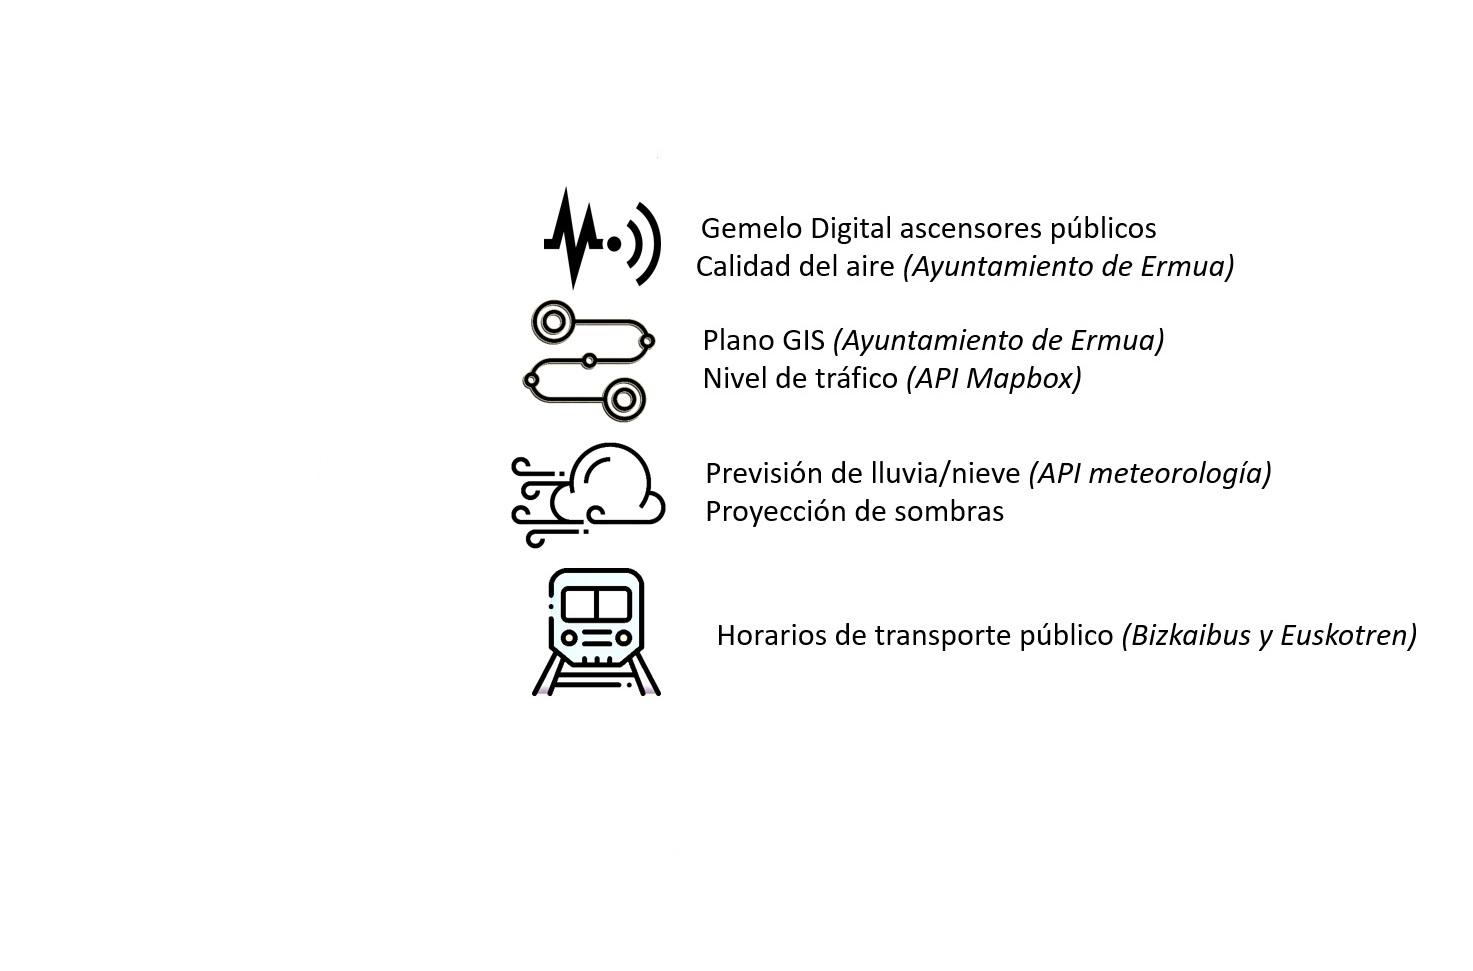 Gemelo Digital ascensores públicos
Calidad del aire (Ayuntamiento de Ermua)
Plano GIS (Ayuntamiento de Ermua)
Nivel de tráfico (API Mapbox)
Previsión de lluvia/nieve (API meteorología)
Proyección de sombras
Horarios de transporte público (Bizkaibus y Euskotren)